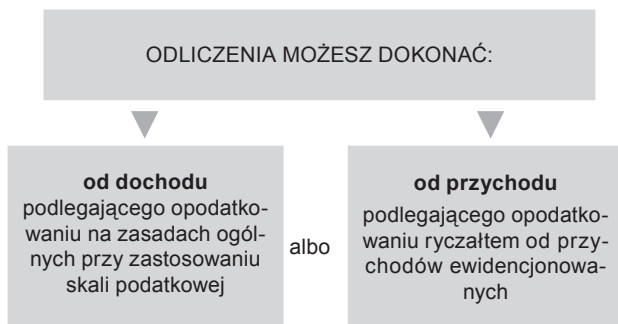 ODLICZENIA MOŻESZ DOKONAĆ:
od dochodu
podlegającego opodatko-
waniu na zasadach ogól-
nych przy zastosowaniu
skali podatkowej
albo
od przychodu
podlegającego opodatko-
waniu ryczałtem od przy-
chodów ewidencjonowa-
nych